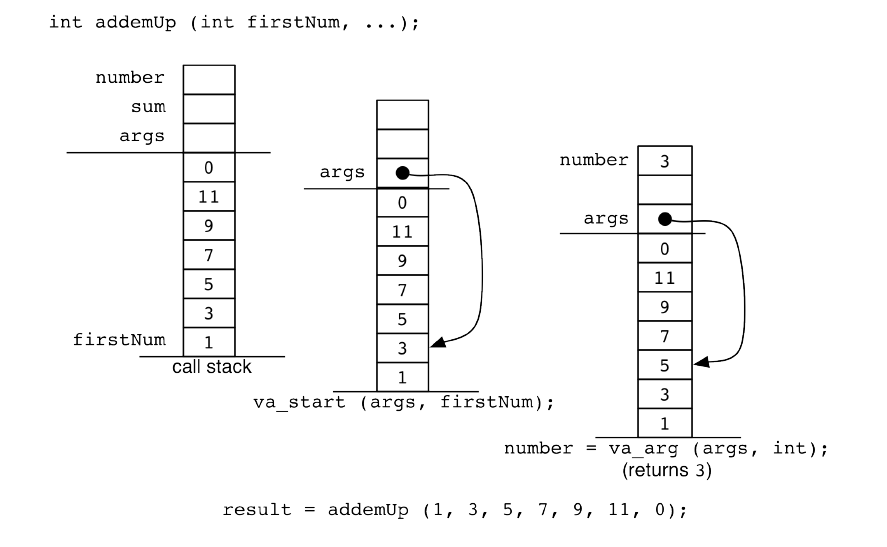 int addemUp (int firstNum, ...);
number
sum
args
0
11
9
7
5
3
firstNum 1
call stack
args
0
11
9
7
5
3
1
va_start (args, firstNum);
number 3
args
0
11
9
7
5
3
1
number = va_arg (args, int);
(returns 3)
result = addemUp (1, 3, 5, 7, 9, 11, 0);